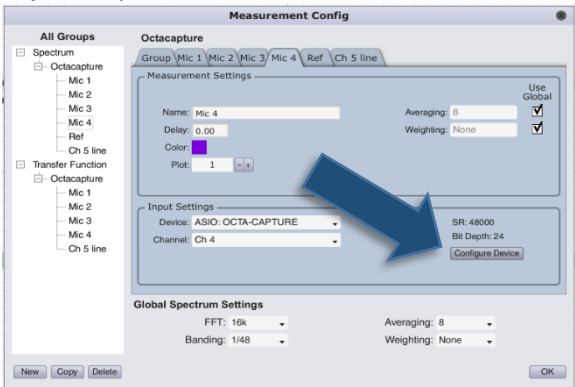 Measurement Config
All Groups
Spectrum
Octacapture
Mic 1
Mic 2
Mic 3
Mic 4
Ref
Ch 5 line
Transfer Function
Octacapture
Mic 1
Mic 2
Mic 3
Mic 4
Ch 5 line
New Copy Delete
Octacapture
Group Mic 1 Mic 2 Mic 3 Mic 4 Ref Ch 5 line
Measurement Settings
Use
Global
Name: Mic 4 Averaging: 8
Delay: 0.00 Weighting: None
Color:
Plot: 1 - +
Input Settings
Device: ASIO: OCTA-CAPTURE SR: 48000
Channel: Ch 4 Bit Depth: 24
Configure Device
Global Spectrum Settings
FFT: 16k Averaging: 8
Banding: 1/48 Weighting: None
OK